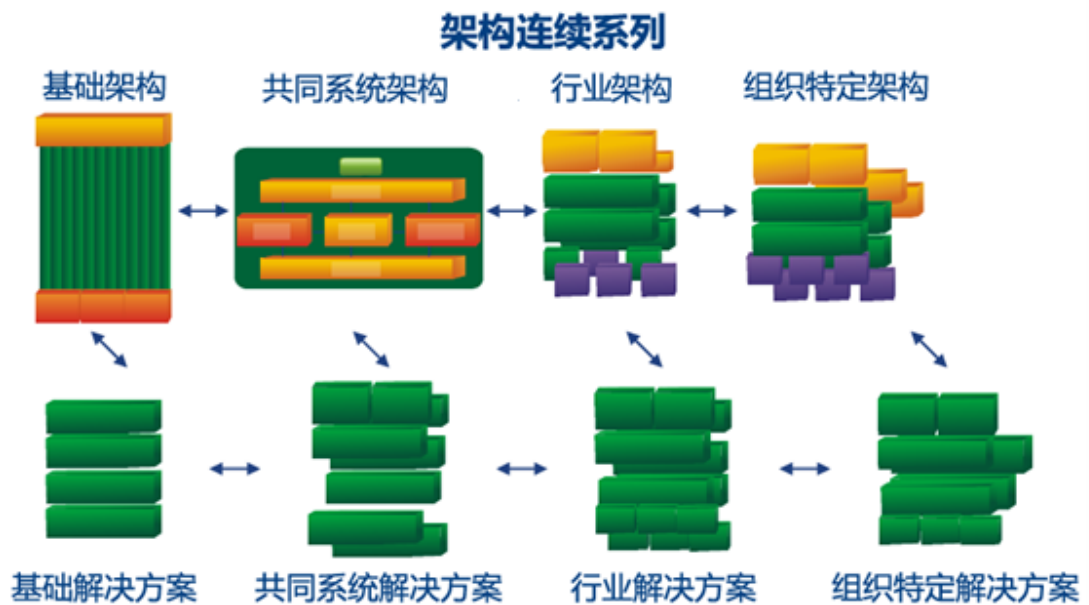 架构连续系列
基础架构
共同系统架构
行业架构
组织特定架构
基础解决方案
共同系统解决方案
行业解决方案
组织特定解决方案